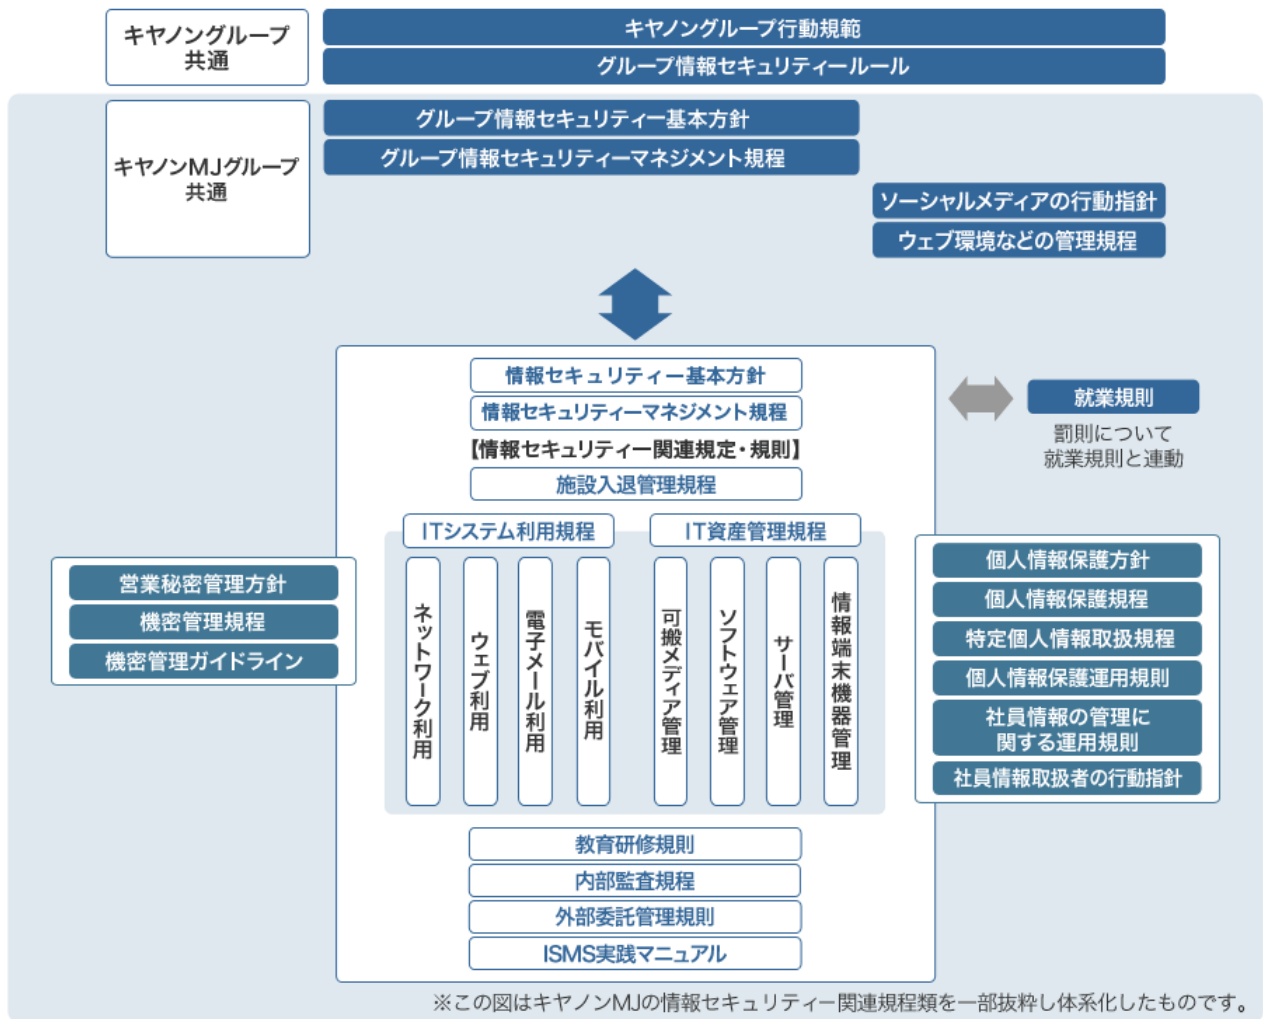 キヤノングループ
共通
キヤノングループ行動規範
グループ情報セキュリティールール
キヤノンMJグループ
共通
グループ情報セキュリティー基本方針
グループ情報セキュリティーマネジメント規程
ソーシャルメディアの行動指針
ウェブ環境などの管理規程
情報セキュリティー基本方針
情報セキュリティーマネジメント規程
【情報セキュリティー関連規定・規則】
施設入退管理規程
就業規則
罰則について
就業規則と連動
ITシステム利用規程
IT資産管理規程
ネットワーク利用
ウェブ利用
電子メール利用
モバイル利用
可搬メディア管理
ソフトウェア管理
サーバ管理
情報端末機器管理
営業秘密管理方針
機密管理規程
機密管理ガイドライン
個人情報保護方針
個人情報保護規程
特定個人情報取扱規程
個人情報保護運用規則
社員情報の管理に
関する運用規則
社員情報取扱者の行動指針
教育研修規則
内部監査規程
外部委託管理規則
ISMS実践マニュアル
※この図はキヤノンMJの情報セキュリティー関連規程類を一部抜粋し体系化したものです。